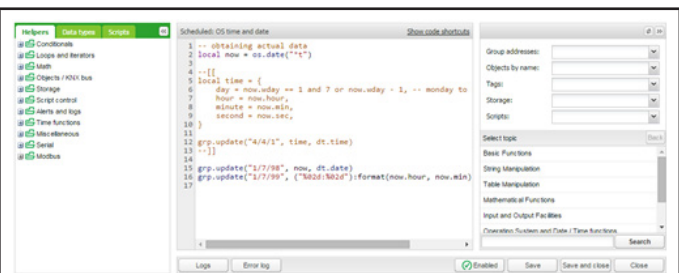 Helpers Data types Scripts
Conditionals
Loops and iterators
Math
Objects / KNX bus
Storage
Script control
Alerts and logs
Time functions
Miscellaneous
Serial
Modbus
Scheduled: OS time and date Show code shortcuts
1 -- obtaining actual data
2 local now = os.date("*t")
3
4 --[[
5 local time = {
6 day = now.wday == 1 and 7 or now.wday - 1, -- monday to
7 hour = now.hour,
8 minute = now.min,
9 second = now.sec,
10 }
11
12 grp.update("4/4/1", time, dt.time)
13 --]]
14
15 grp.update("1/7/98", now, dt.date)
16 grp.update("1/7/99", ("%02d:%02d"):format(now.hour, now.min)
17
Group addresses:
Objects by name:
Tags:
Storage:
Scripts:
Select topic Back
Basic Functions
String Manipulation
Table Manipulation
Mathematical Functions
Input and Output Facilities
Operating System and Date / Time functions
Search
Logs Error log Enabled Save Save and close Close